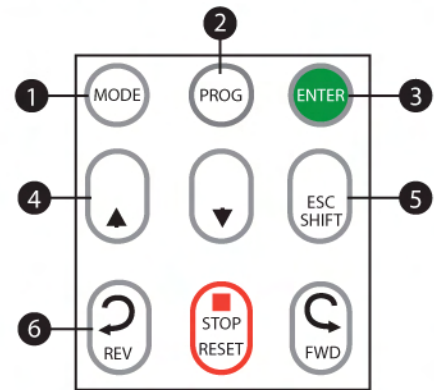 2
1 MODE PROG ENTER 3
4 ESC 5
SHIFT
6 REV STOP FWD
RESET